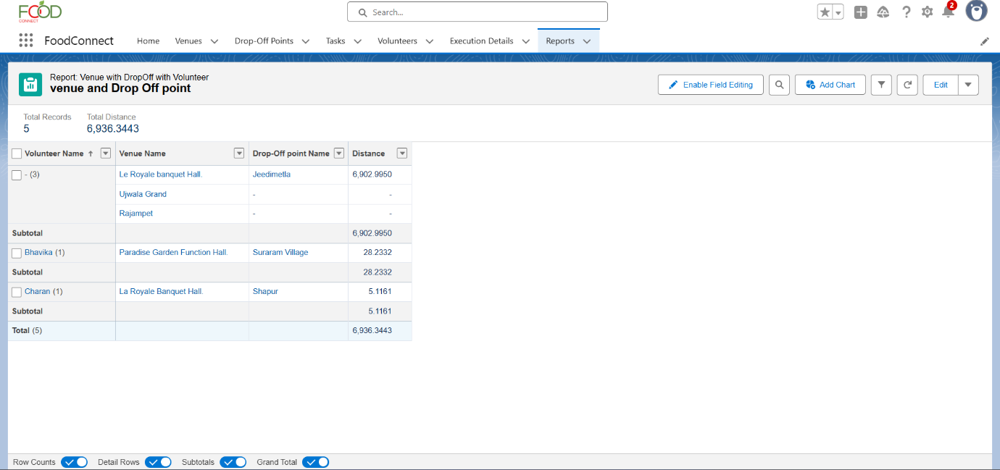 FOOD
CONNECT
Search...
2
FoodConnect
Home
Venues
Drop-Off Points
Tasks
Volunteers
Execution Details
Reports
Report: Venue with DropOff with Volunteer
venue and Drop Off point
Enable Field Editing
Add Chart
Edit
Total Records
Total Distance
5
6,936.3443
Volunteer Name ↑
Venue Name
Drop-Off point Name
Distance
- (3)
Le Royale banquet Hall.
Jeedimetla
6,902.9950
Ujwala Grand
-
-
Rajampet
-
-
Subtotal
6,902.9950
Bhavika (1)
Paradise Garden Function Hall.
Suraram Village
28.2332
Subtotal
28.2332
Charan (1)
La Royale Banquet Hall.
Shapur
5.1161
Subtotal
5.1161
Total (5)
6,936.3443
Row Counts
Detail Rows
Subtotals
Grand Total